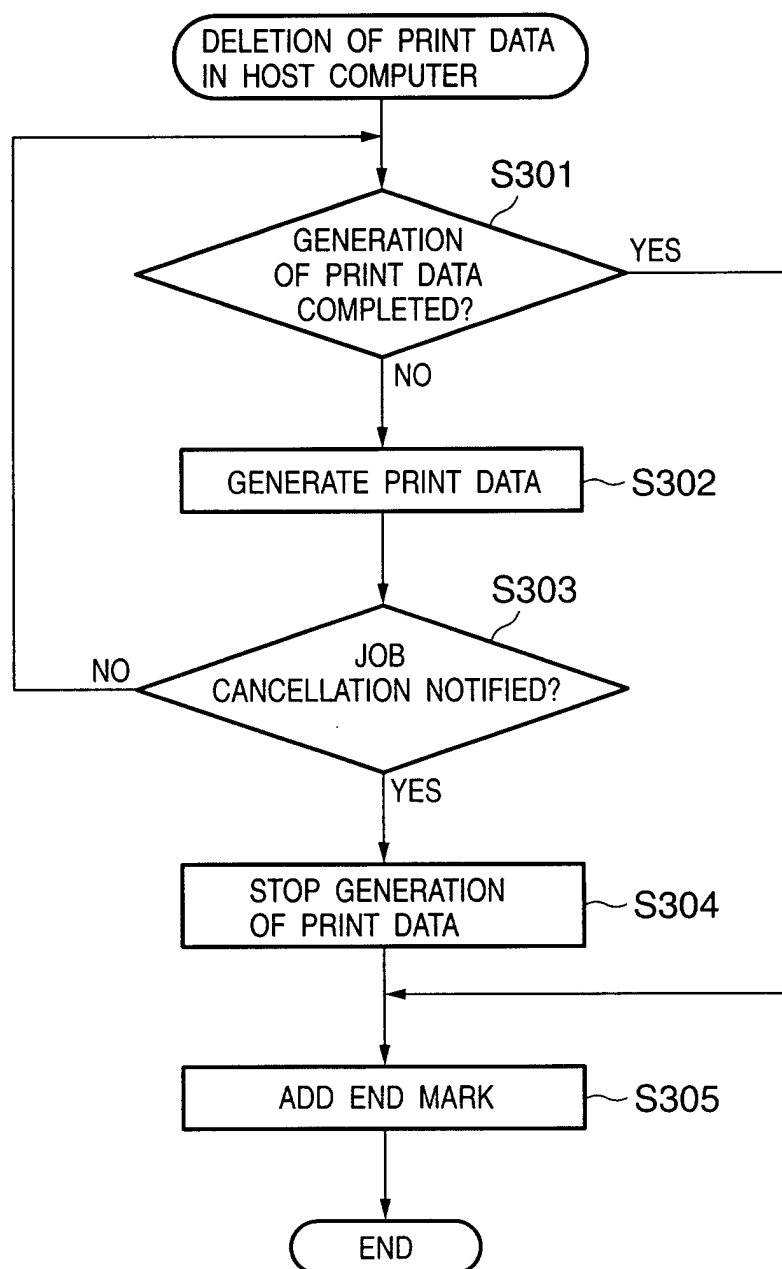 DELETION OF PRINT DATA
IN HOST COMPUTER
S301
GENERATION
OF PRINT DATA
COMPLETED?
YES
NO
GENERATE PRINT DATA
S302
S303
JOB
CANCELLATION NOTIFIED?
NO
YES
STOP GENERATION
OF PRINT DATA
S304
ADD END MARK
S305
END